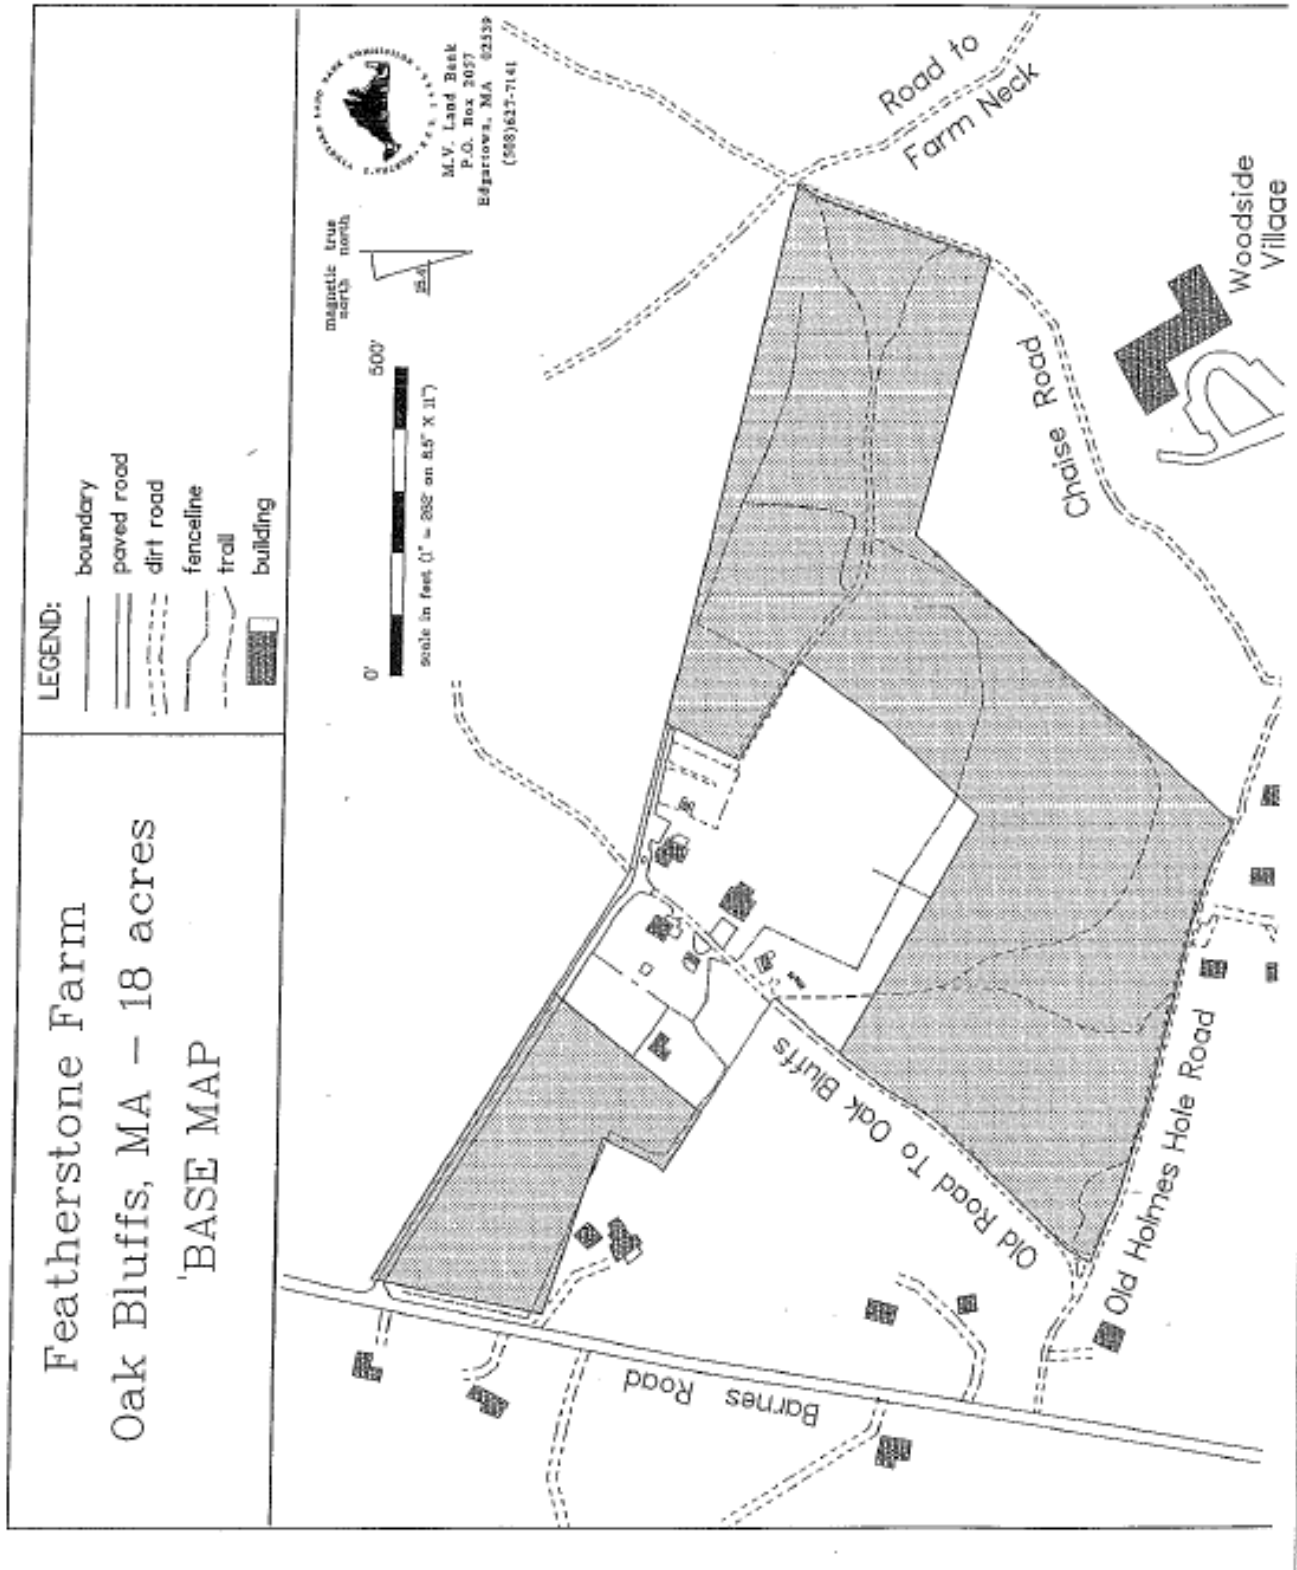 Featherstone Farm
Oak Bluffs, MA – 18 acres
'BASE MAP
LEGEND:
boundary
paved road
dirt road
fenceline
trail
building
0'
500'
scale in feet (1" = 282' on 8.5" X 11")
magnetic
north
true
north
15.4
M.V. Land Bank
P.O. Box 2057
Edgartown, MA 02539
(508)627-7141
Road to
Farm Neck
Woodside
Village
Chaise Road
Old Road To Oak Bluffs
Old Holmes Hole Road
Barnes Road